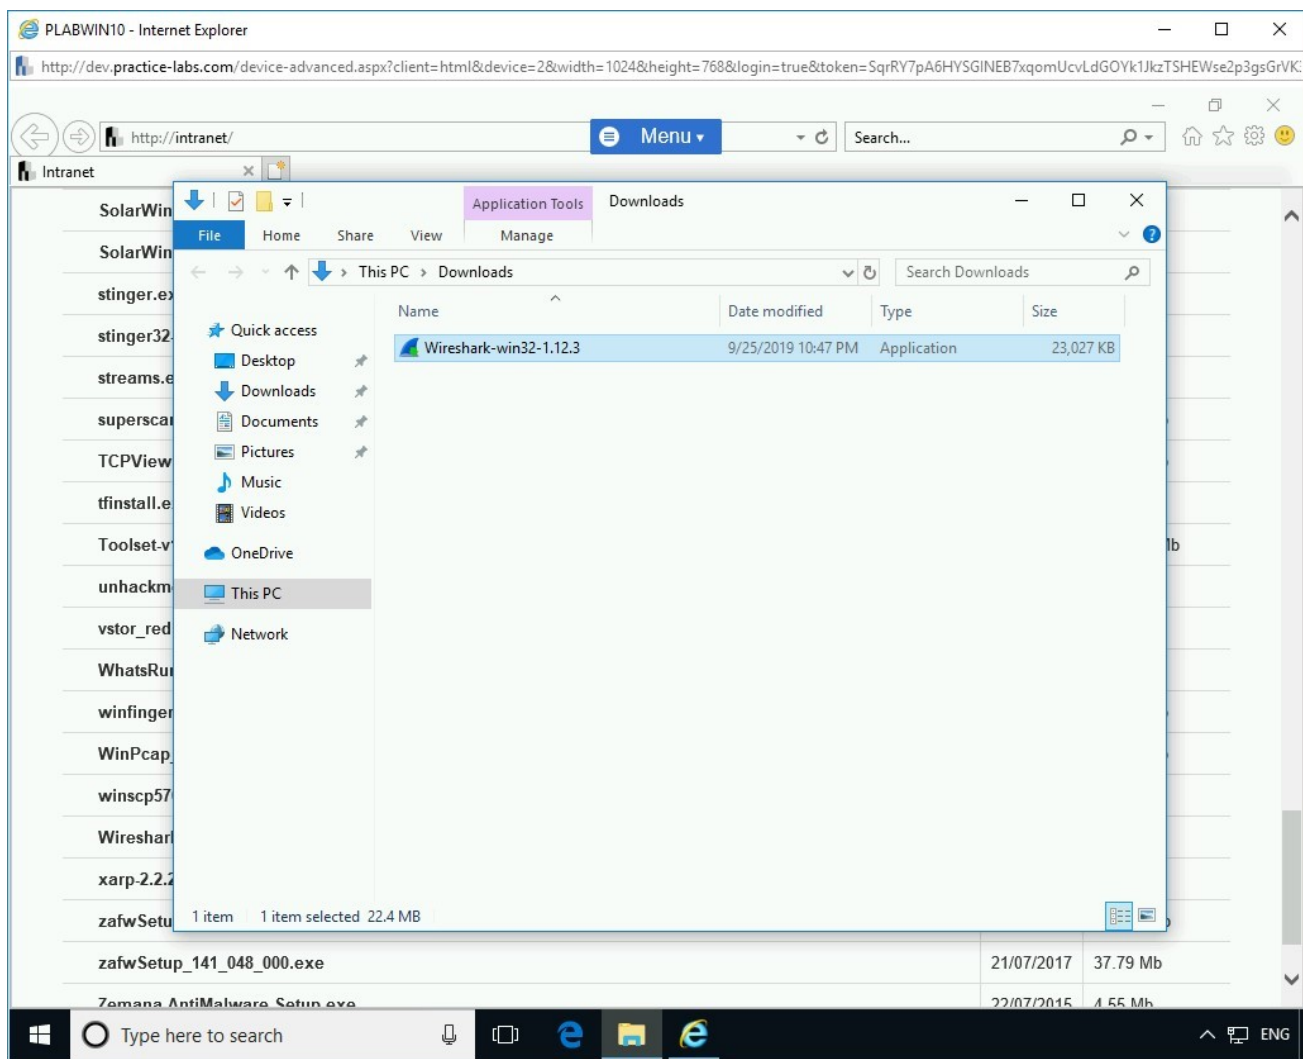 PLABWIN10 - Internet Explorer
http://dev.practice-labs.com/device-advanced.aspx?client=html&device=2&width=1024&height=768&login=true&token=SqrRY7pA6HYSGINEB7xqomUcvLdGOYk1JkzTSHEWse2p3gsGrVK
http://intranet/
Menu
Search...
Intranet
Application Tools Downloads
File Home Share View Manage
This PC > Downloads
Search Downloads
Name Date modified Type Size
Wireshark-win32-1.12.3 9/25/2019 10:47 PM Application 23,027 KB
Quick access
Desktop
Downloads
Documents
Pictures
Music
Videos
OneDrive
This PC
Network
1 item 1 item selected 22.4 MB
SolarWin
SolarWin
stinger.ex
stinger32
streams.e
superscan
TCPView
tfinstall.e
Toolset-v
unhackm
vstor_red
WhatsRu
winfinger
WinPcap_
winscp57
Wireshark
xarp-2.2.2
zafwSetu
zafwSetup_141_048_000.exe 21/07/2017 37.79 Mb
Zemana.AntiMalware.Setup.exe 22/07/2015 4.55 Mb
Type here to search
ENG